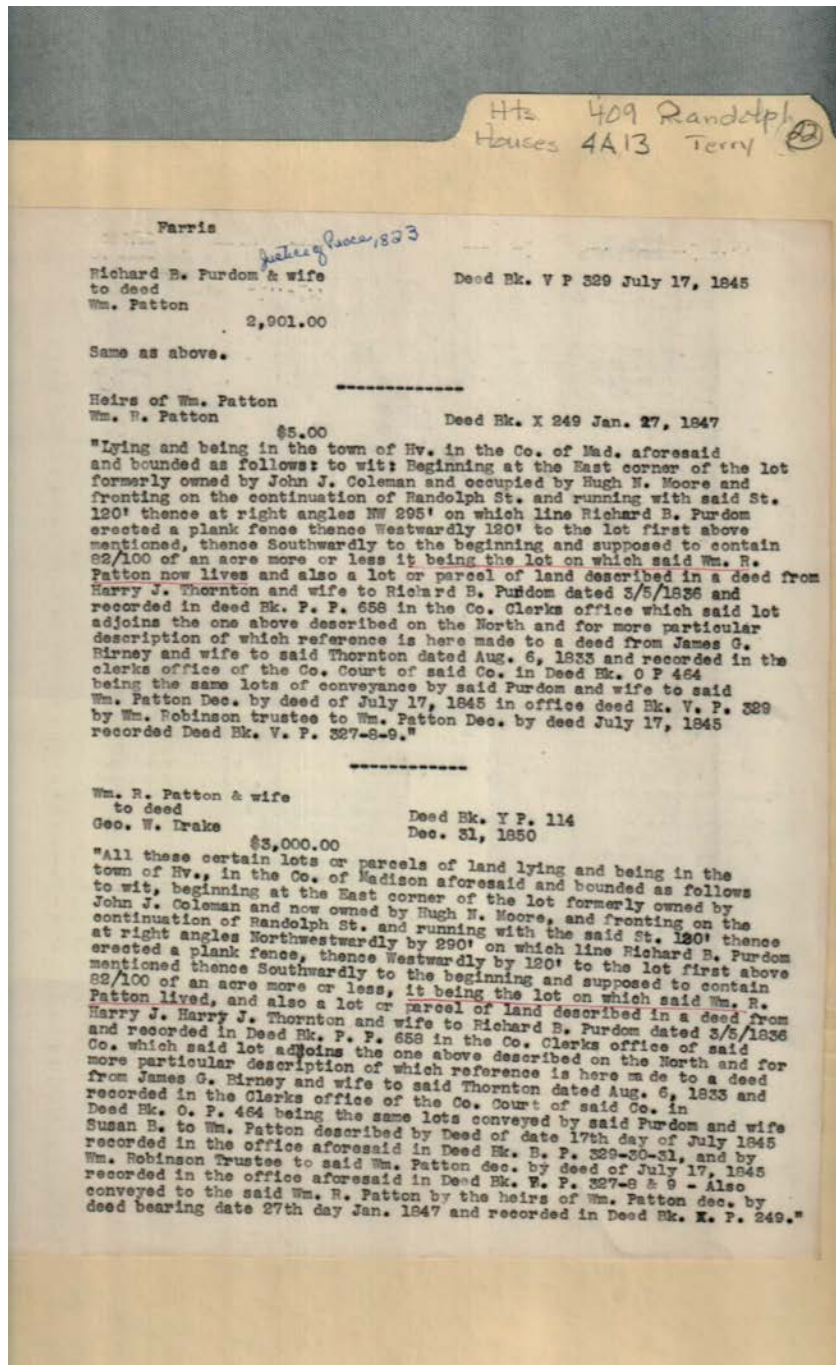 Hts 409 Randolph
Houses 4A13 Terry 22
Farris
Justice of Peace, 1823
Richard B. Purdom & wife Deed Bk. V P 329 July 17, 1845
to deed
Wm. Patton
2,901.00
Same as above.
Heirs of Wm. Patton
Wm. R. Patton Deed Bk. X 249 Jan. 27, 1847
$5.00
"Lying and being in the town of Hv. in the Co. of Mad. aforesaid
and bounded as follows: to wit: Beginning at the East corner of the lot
formerly owned by John J. Coleman and occupied by Hugh N. Moore and
fronting on the continuation of Randolph St. and running with said St.
120' thence at right angles NW 295' on which line Richard B. Purdom
erected a plank fence thence Westwardly 120' to the lot first above
mentioned, thence Southwardly to the beginning and supposed to contain
82/100 of an acre more or less it being the lot on which said Wm. R.
Patton now lives and also a lot or parcel of land described in a deed from
Harry J. Thornton and wife to Richard B. Purdom dated 3/5/1836 and
recorded in deed Bk. P. P. 658 in the Co. Clerks office which said lot
adjoins the one above described on the North and for more particular
description of which reference is here made to a deed from James G.
Birney and wife to said Thornton dated Aug. 6, 1833 and recorded in the
clerks office of the Co. Court of said Co. in Deed Bk. O P 464
being the same lots of conveyance by said Purdom and wife to said
Wm. Patton Dec. by deed of July 17, 1845 in office deed Bk. V. P. 329
by Wm. Robinson trustee to Wm. Patton Dec. by deed July 17, 1845
recorded Deed Bk. V. P. 327-8-9."
Wm. R. Patton & wife
to deed Deed Bk. Y P. 114
Geo. W. Drake Dec. 31, 1850
$3,000.00
"All these certain lots or parcels of land lying and being in the
town of Hv., in the Co. of Madison aforesaid and bounded as follows
to wit, beginning at the East corner of the lot formerly owned by
John J. Coleman and now owned by Hugh N. Moore, and fronting on the
continuation of Randolph St. and running with the said St. 120' thence
at right angles Northwestwardly by 290' on which line Richard B. Purdom
erected a plank fence, thence Westwardly by 120' to the lot first above
mentioned thence Southwardly to the beginning and supposed to contain
82/100 of an acre more or less, it being the lot on which said Wm. R.
Patton lived, and also a lot or parcel of land described in a deed from
Harry J. Harry J. Thornton and wife to Richard B. Purdom dated 3/5/1836
and recorded in Deed Bk. P. P. 658 in the Co. Clerks office of said
Co. which said lot adjoins the one above described on the North and for
more particular description of which reference is here made to a deed
from James G. Birney and wife to said Thornton dated Aug. 6, 1833 and
recorded in the Clerks office of the Co. Court of said Co. in
Deed Bk. O. P. 464 being the same lots conveyed by said Purdom and wife
Susan B. to Wm. Patton described by Deed of date 17th day of July 1845
recorded in the office aforesaid in Deed Bk. B. P. 329-30-31, and by
Wm. Robinson Trustee to said Wm. Patton dec. by deed of July 17, 1845
recorded in the office aforesaid in Deed Bk. P. 327-8 & 9 - Also
conveyed to the said Wm. R. Patton by the heirs of Wm. Patton dec. by
deed bearing date 27th day Jan. 1847 and recorded in Deed Bk. X. P. 249."